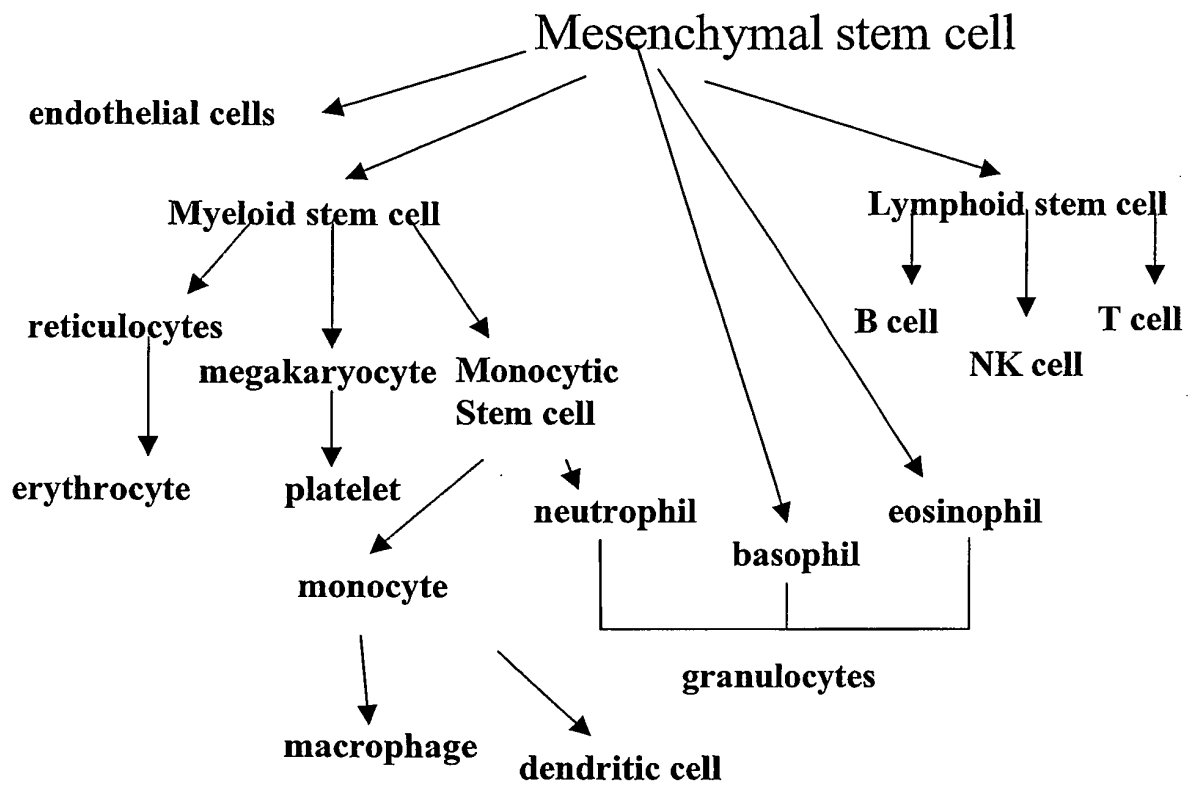 Mesenchymal stem cell
endothelial cells
Myeloid stem cell
Lymphoid stem cell
reticulocytes
B cell
T cell
megakaryocyte
Monocytic
Stem cell
NK cell
erythrocyte
platelet
neutrophil
eosinophil
basophil
monocyte
granulocytes
macrophage
dendritic cell